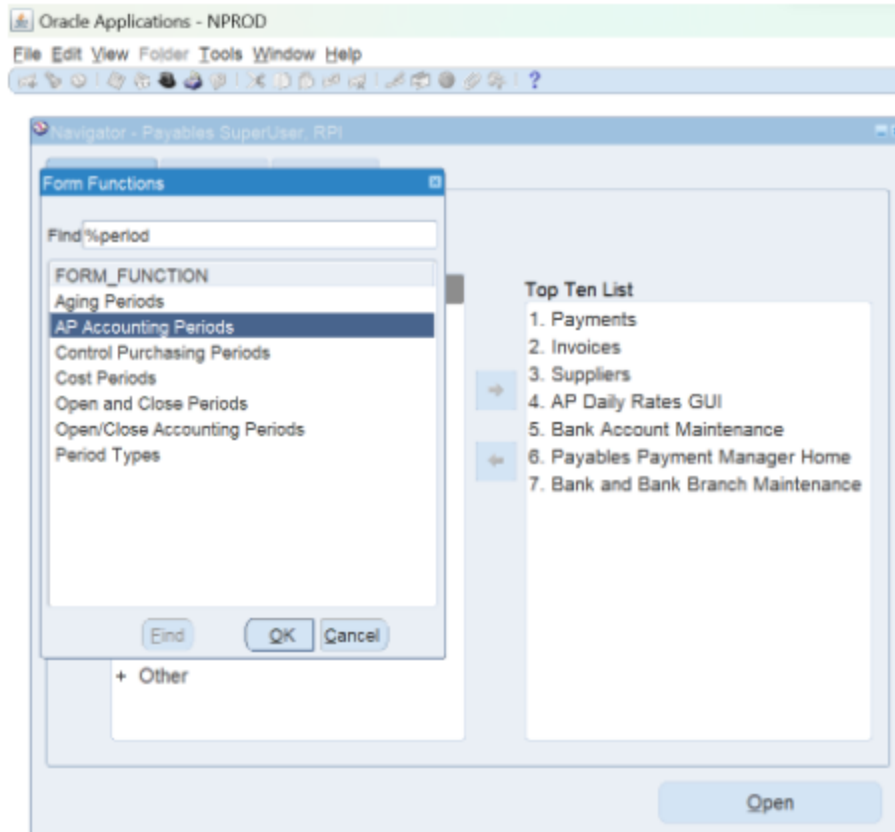 Oracle Applications - NPROD
File Edit View Folder Tools Window Help
?
Navigator - Payables SuperUser, RPI
Form Functions
Find %period
FORM_FUNCTION
Aging Periods
AP Accounting Periods
Control Purchasing Periods
Cost Periods
Open and Close Periods
Open/Close Accounting Periods
Period Types
Find OK Cancel
+ Other
Top Ten List
1. Payments
2. Invoices
3. Suppliers
4. AP Daily Rates GUI
5. Bank Account Maintenance
6. Payables Payment Manager Home
7. Bank and Bank Branch Maintenance
Open